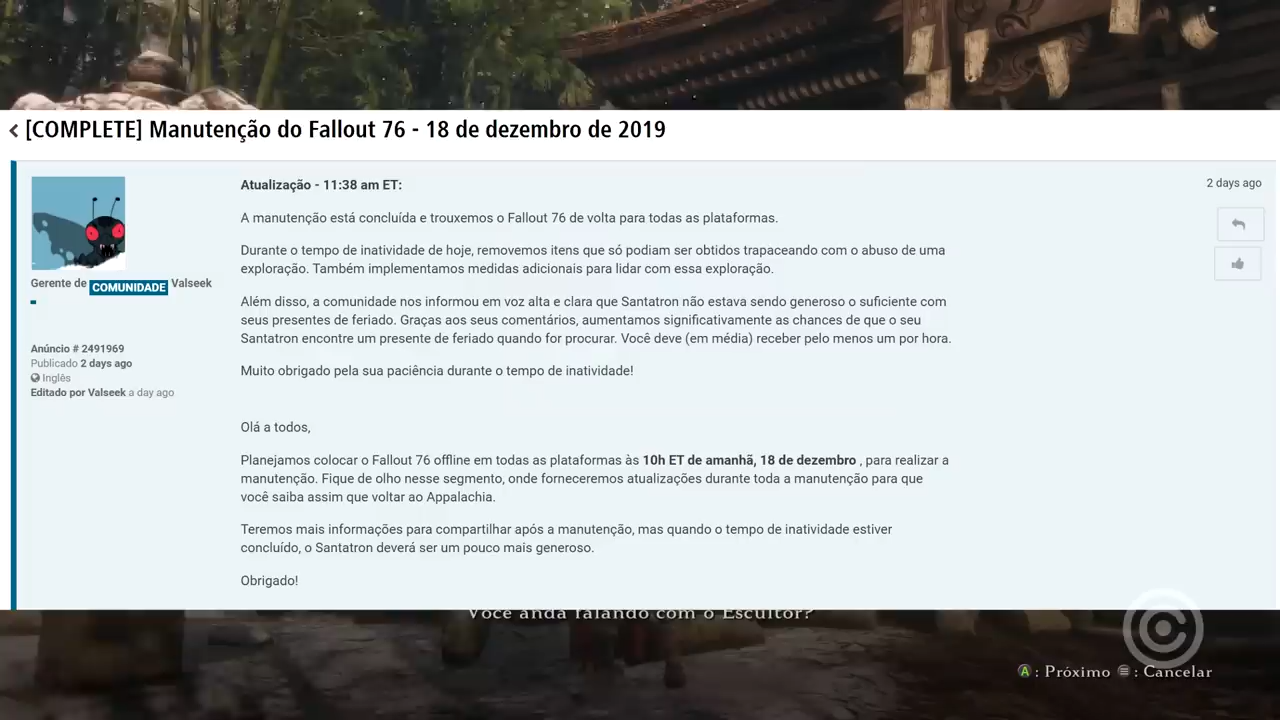 [COMPLETE] Manutenção do Fallout 76 - 18 de dezembro de 2019
Atualização - 11:38 am ET:
2 days ago
A manutenção está concluída e trouxemos o Fallout 76 de volta para todas as plataformas.
Durante o tempo de inatividade de hoje, removemos itens que só podiam ser obtidos trapaceando com o abuso de uma
exploração. Também implementamos medidas adicionais para lidar com essa exploração.
Gerente de COMUNIDADE Valseek
Além disso, a comunidade nos informou em voz alta e clara que Santatron não estava sendo generoso o suficiente com
seus presentes de feriado. Graças aos seus comentários, aumentamos significativamente as chances de que o seu
Santatron encontre um presente de feriado quando for procurar. Você deve (em média) receber pelo menos um por hora.
Anúncio # 2491969
Publicado 2 days ago
Inglês
Editado por Valseek a day ago
Muito obrigado pela sua paciência durante o tempo de inatividade!
Olá a todos,
Planejamos colocar o Fallout 76 offline em todas as plataformas às 10h ET de amanhã, 18 de dezembro , para realizar a
manutenção. Fique de olho nesse segmento, onde forneceremos atualizações durante toda a manutenção para que
você saiba assim que voltar ao Appalachia.
Teremos mais informações para compartilhar após a manutenção, mas quando o tempo de inatividade estiver
concluído, o Santatron deverá ser um pouco mais generoso.
Obrigado!
Você anda falando com o Escultor?
A : Próximo : Cancelar